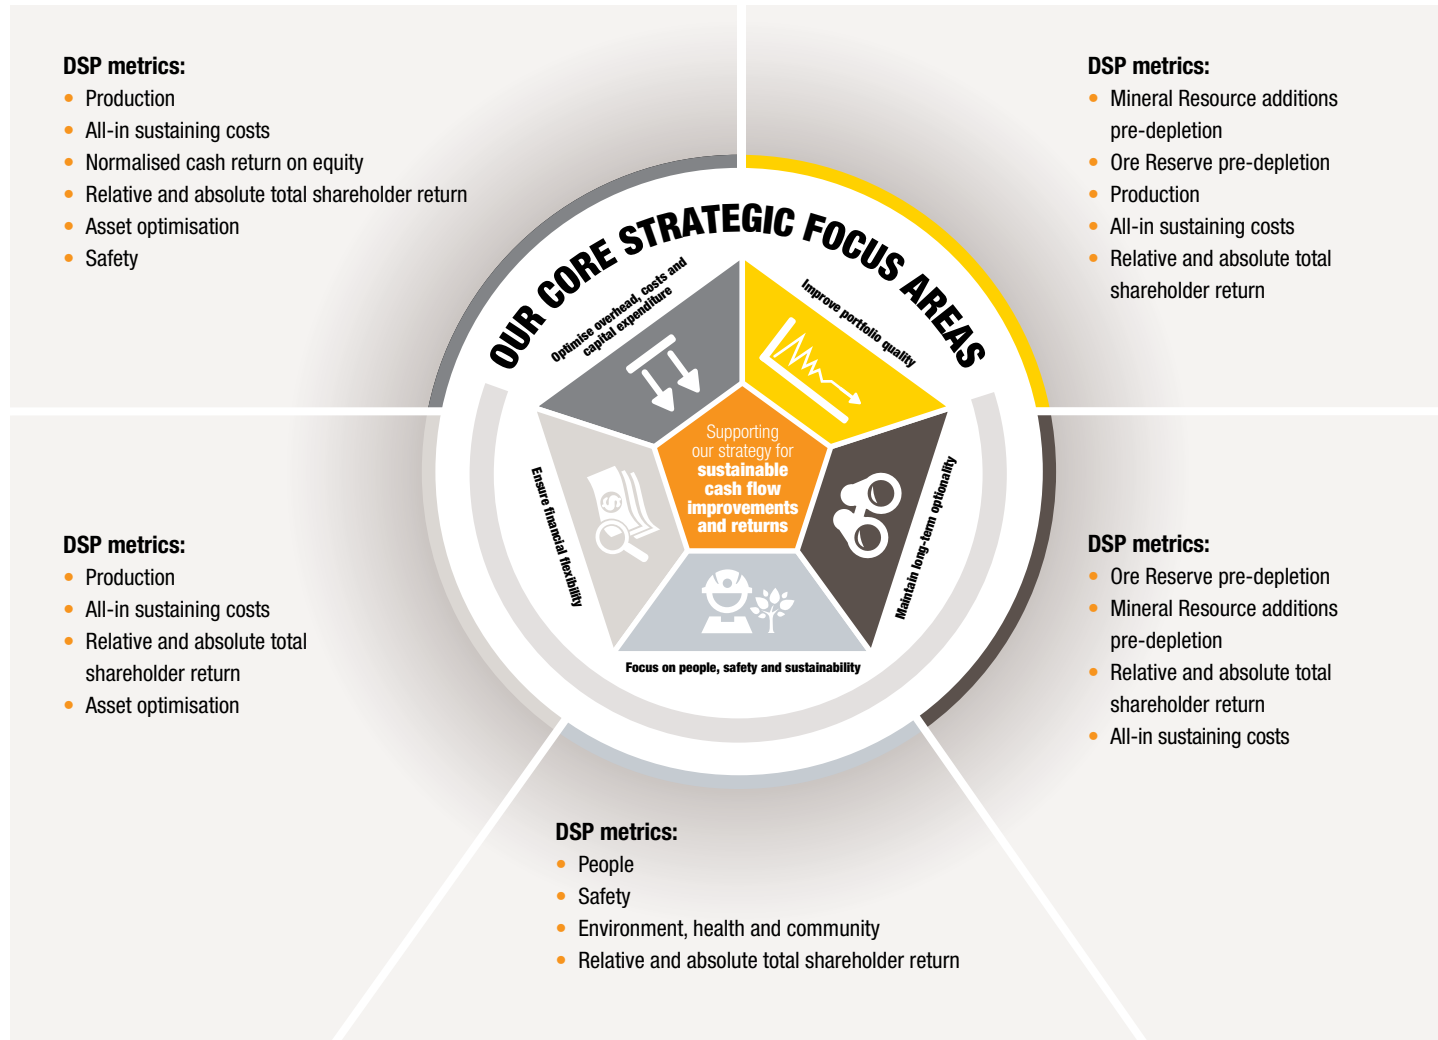 DSP metrics:
• Production
• All-in sustaining costs
• Normalised cash return on equity
• Relative and absolute total shareholder return
• Asset optimisation
• Safety
DSP metrics:
• Mineral Resource additions
pre-depletion
• Ore Reserve pre-depletion
• Production
• All-in sustaining costs
• Relative and absolute total
shareholder return
OUR CORE STRATEGIC FOCUS AREAS
Optimise overhead, costs and
capital expenditure
Improve portfolio quality
Supporting
our strategy for
sustainable
cash flow
improvements
and returns
Ensure financial flexibility
$
Maintain long-term optionality
Focus on people, safety and sustainability
DSP metrics:
• Production
• All-in sustaining costs
• Relative and absolute total
shareholder return
• Asset optimisation
DSP metrics:
• Ore Reserve pre-depletion
• Mineral Resource additions
pre-depletion
• Relative and absolute total
shareholder return
• All-in sustaining costs
DSP metrics:
• People
• Safety
• Environment, health and community
• Relative and absolute total shareholder return